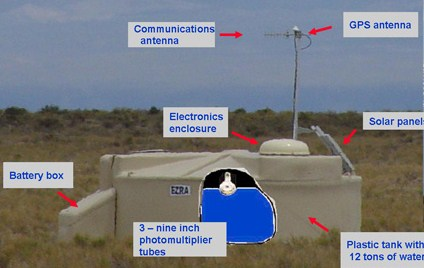 Communications
antenna
GPS antenna
Electronics
enclosure
Solar panels
Battery box
EZRA
3 – nine inch
photomultiplier
tubes
Plastic tank with
12 tons of water